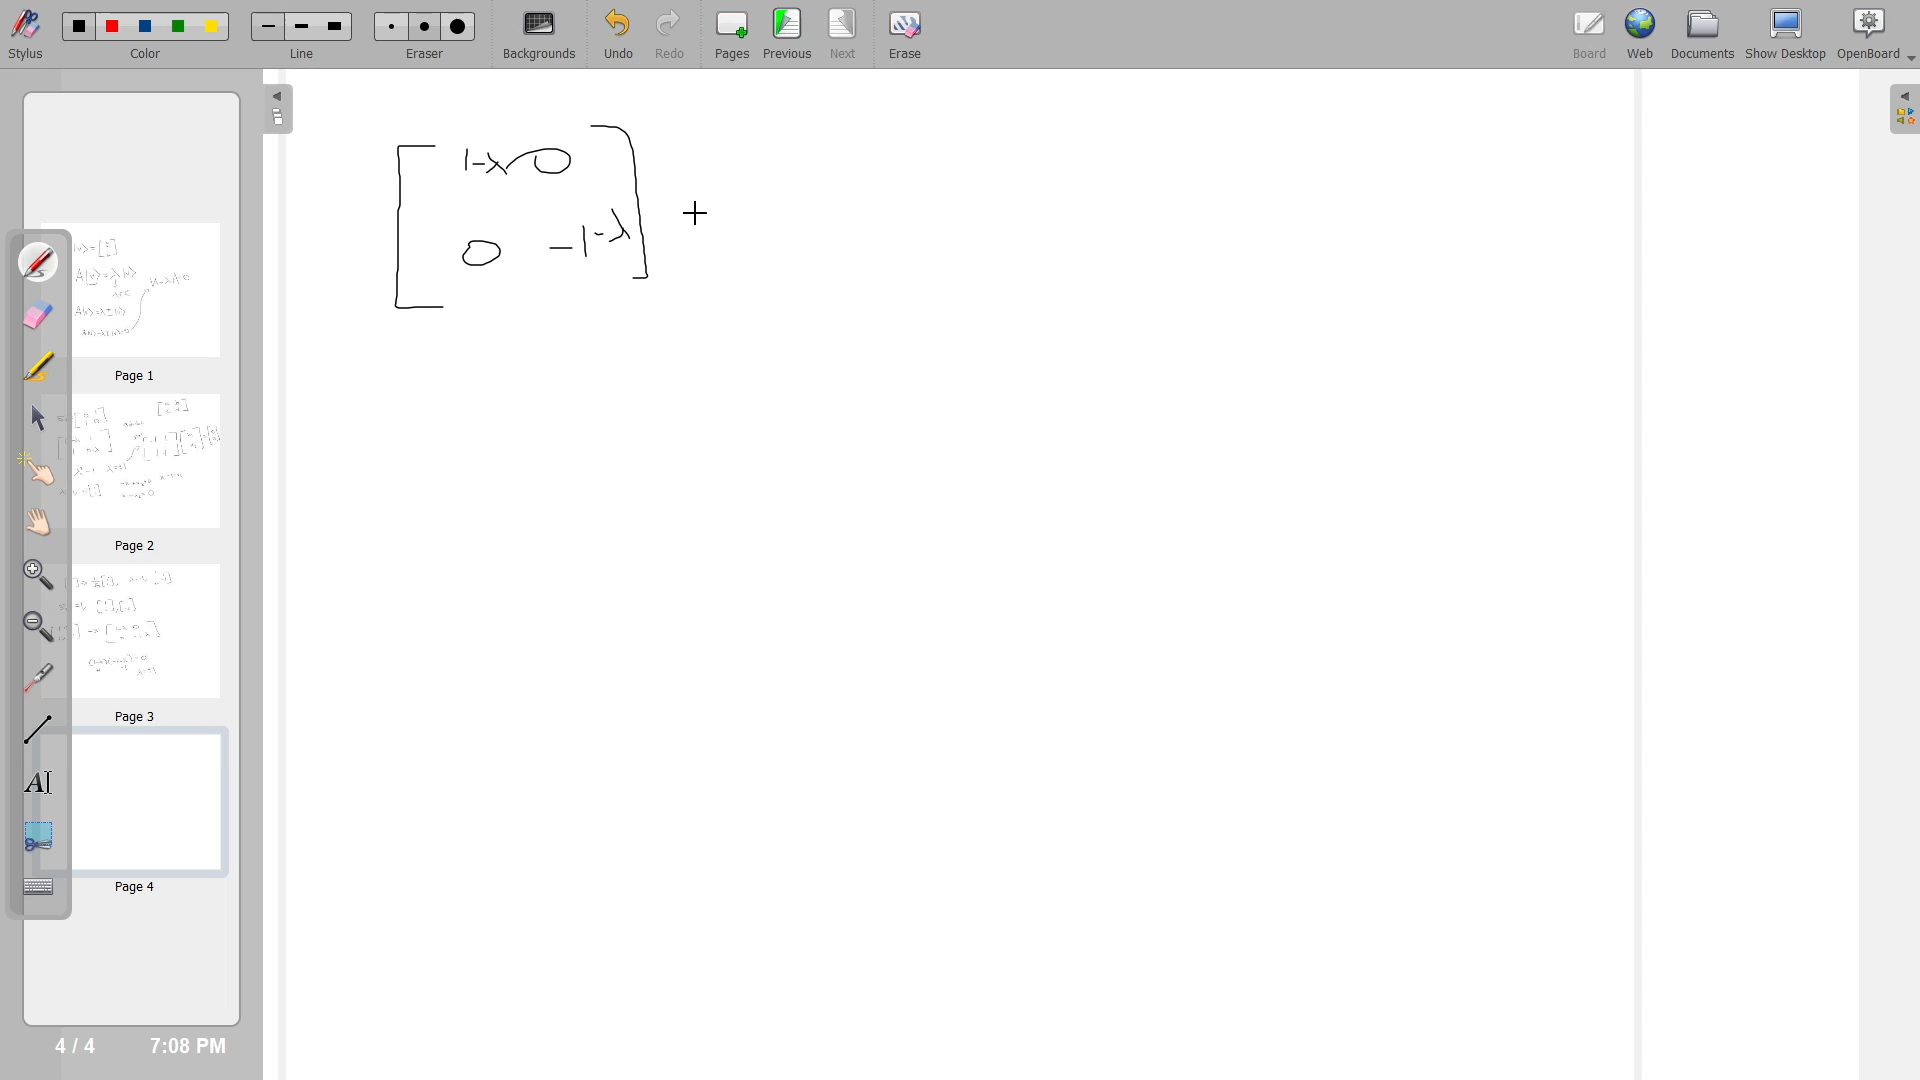 Stylus Color Line Eraser Backgrounds Undo Redo Pages Previous Next Erase Board Web Documents Show Desktop OpenBoard
1-λ 0
0 -1-λ
Page 1
Page 2
Page 3
Page 4
4 / 4 7:08 PM